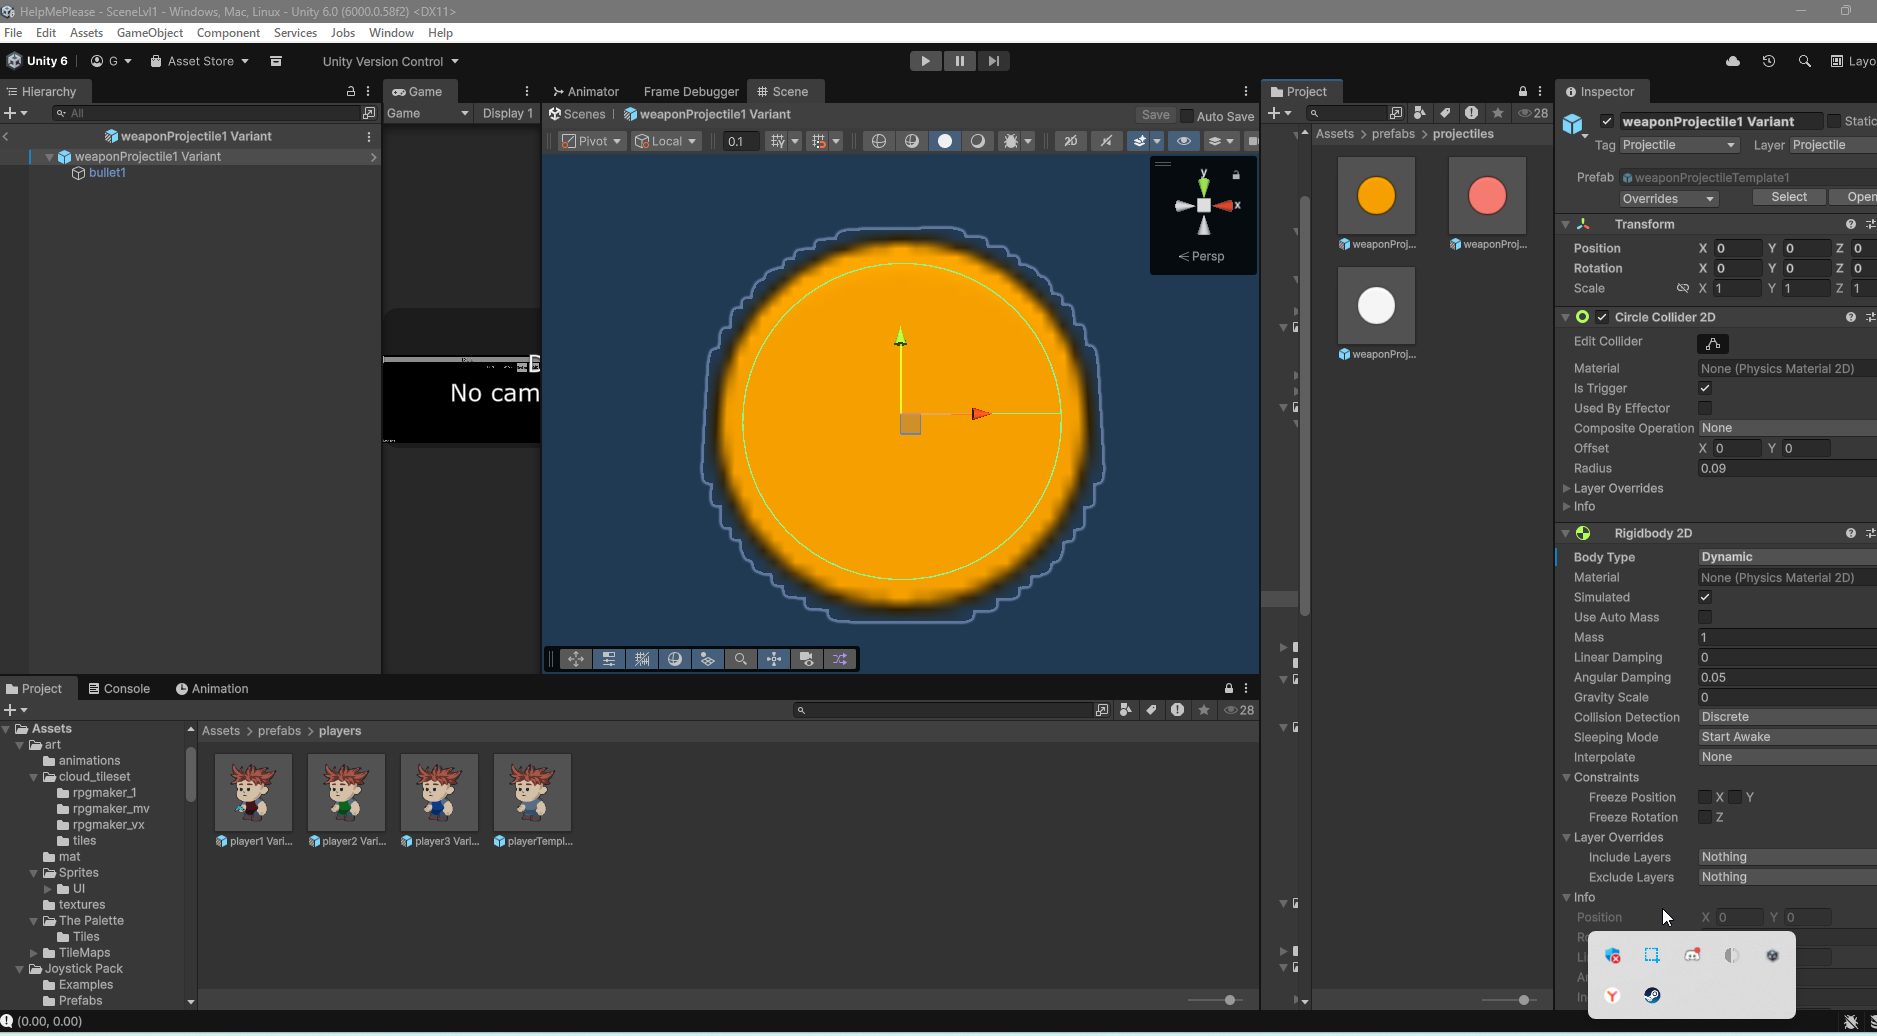 HelpMePlease - SceneLvl1 - Windows, Mac, Linux - Unity 6.0 (6000.0.58f2) <DX11>
File Edit Assets GameObject Component Services Jobs Window Help
Unity 6 G Asset Store Unity Version Control Layo
Hierarchy
All
weaponProjectile1 Variant
weaponProjectile1 Variant
bullet1
Game
Game Display 1
No cam
Animator Frame Debugger Scene
Scenes weaponProjectile1 Variant Save Auto Save
Pivot Local 0.1 2D
y
x
< Persp
Project
28
Assets > prefabs > projectiles
weaponProj... weaponProj...
weaponProj...
Inspector
weaponProjectile1 Variant Static
Tag Projectile Layer Projectile
Prefab weaponProjectileTemplate1
Overrides Select Open
Transform
Position X 0 Y 0 Z 0
Rotation X 0 Y 0 Z 0
Scale X 1 Y 1 Z 1
Circle Collider 2D
Edit Collider
Material None (Physics Material 2D)
Is Trigger
Used By Effector
Composite Operation None
Offset X 0 Y 0
Radius 0.09
Layer Overrides
Info
Rigidbody 2D
Body Type Dynamic
Material None (Physics Material 2D)
Simulated
Use Auto Mass
Mass 1
Linear Damping 0
Angular Damping 0.05
Gravity Scale 0
Collision Detection Discrete
Sleeping Mode Start Awake
Interpolate None
Constraints
Freeze Position X Y
Freeze Rotation Z
Layer Overrides
Include Layers Nothing
Exclude Layers Nothing
Info
Position X 0 Y 0
Project Console Animation
28
Assets
art
animations
cloud_tileset
rpgmaker_1
rpgmaker_mv
rpgmaker_vx
tiles
mat
Sprites
UI
textures
The Palette
Tiles
TileMaps
Joystick Pack
Examples
Prefabs
Assets > prefabs > players
player1 Vari... player2 Vari... player3 Vari... playerTempl...
(0.00, 0.00)